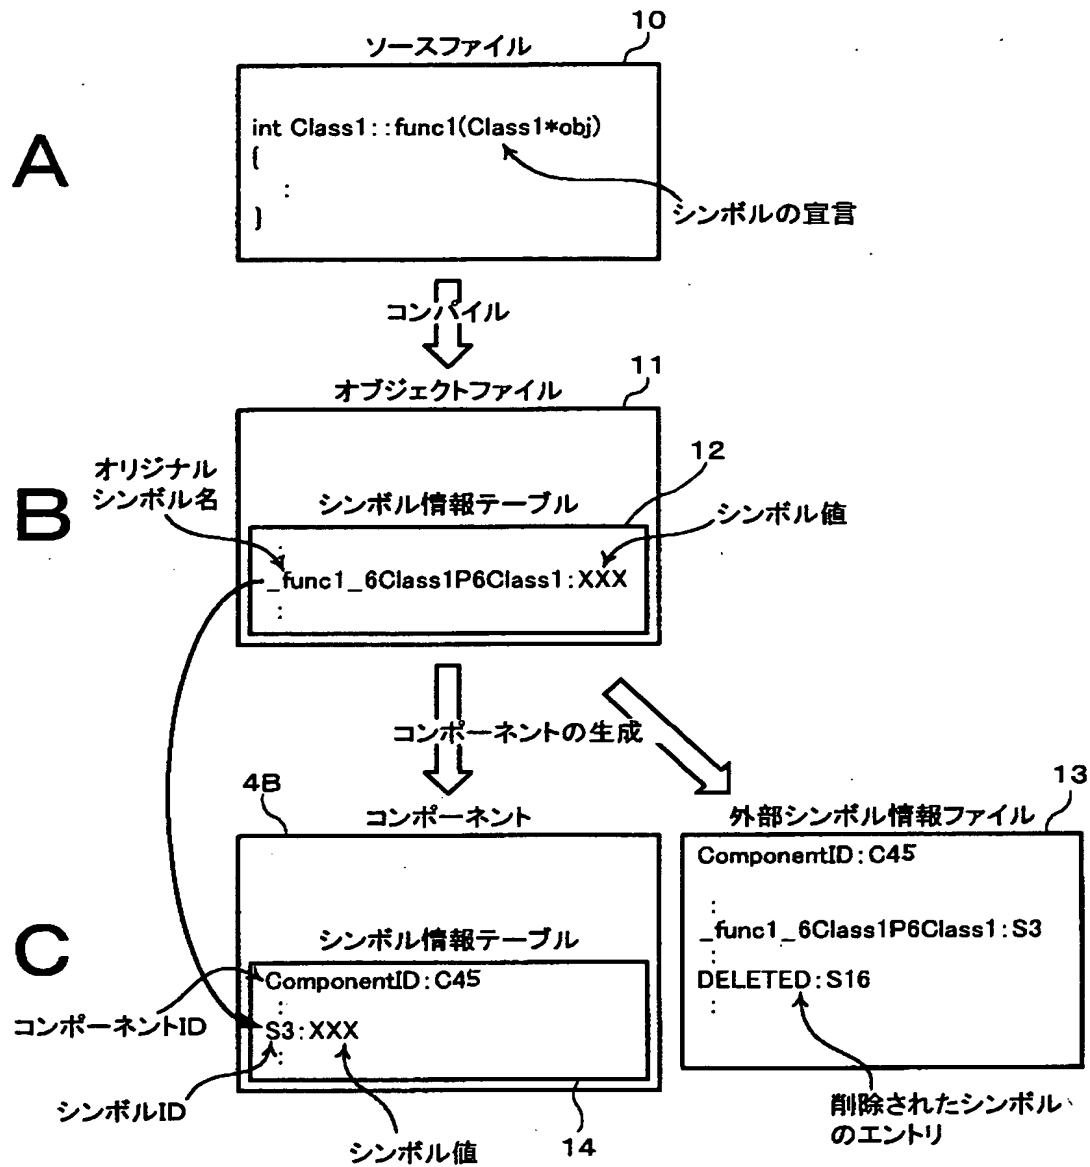 10
ソースファイル
A
int Class1::func1(Class1*obj)
{
:
}
シンボルの宣言
コンパイル
11
オブジェクトファイル
B
オリジナル
シンボル名
12
シンボル情報テーブル
シンボル値
:
_func1_6Class1P6Class1:XXX
:
コンポーネントの生成
4B
コンポーネント
C
シンボル情報テーブル
ComponentID:C45
:
S3:XXX
:
コンポーネントID
シンボルID
シンボル値
14
13
外部シンボル情報ファイル
ComponentID:C45
:
_func1_6Class1P6Class1:S3
:
DELETED:S16
:
削除されたシンボル
のエントリ